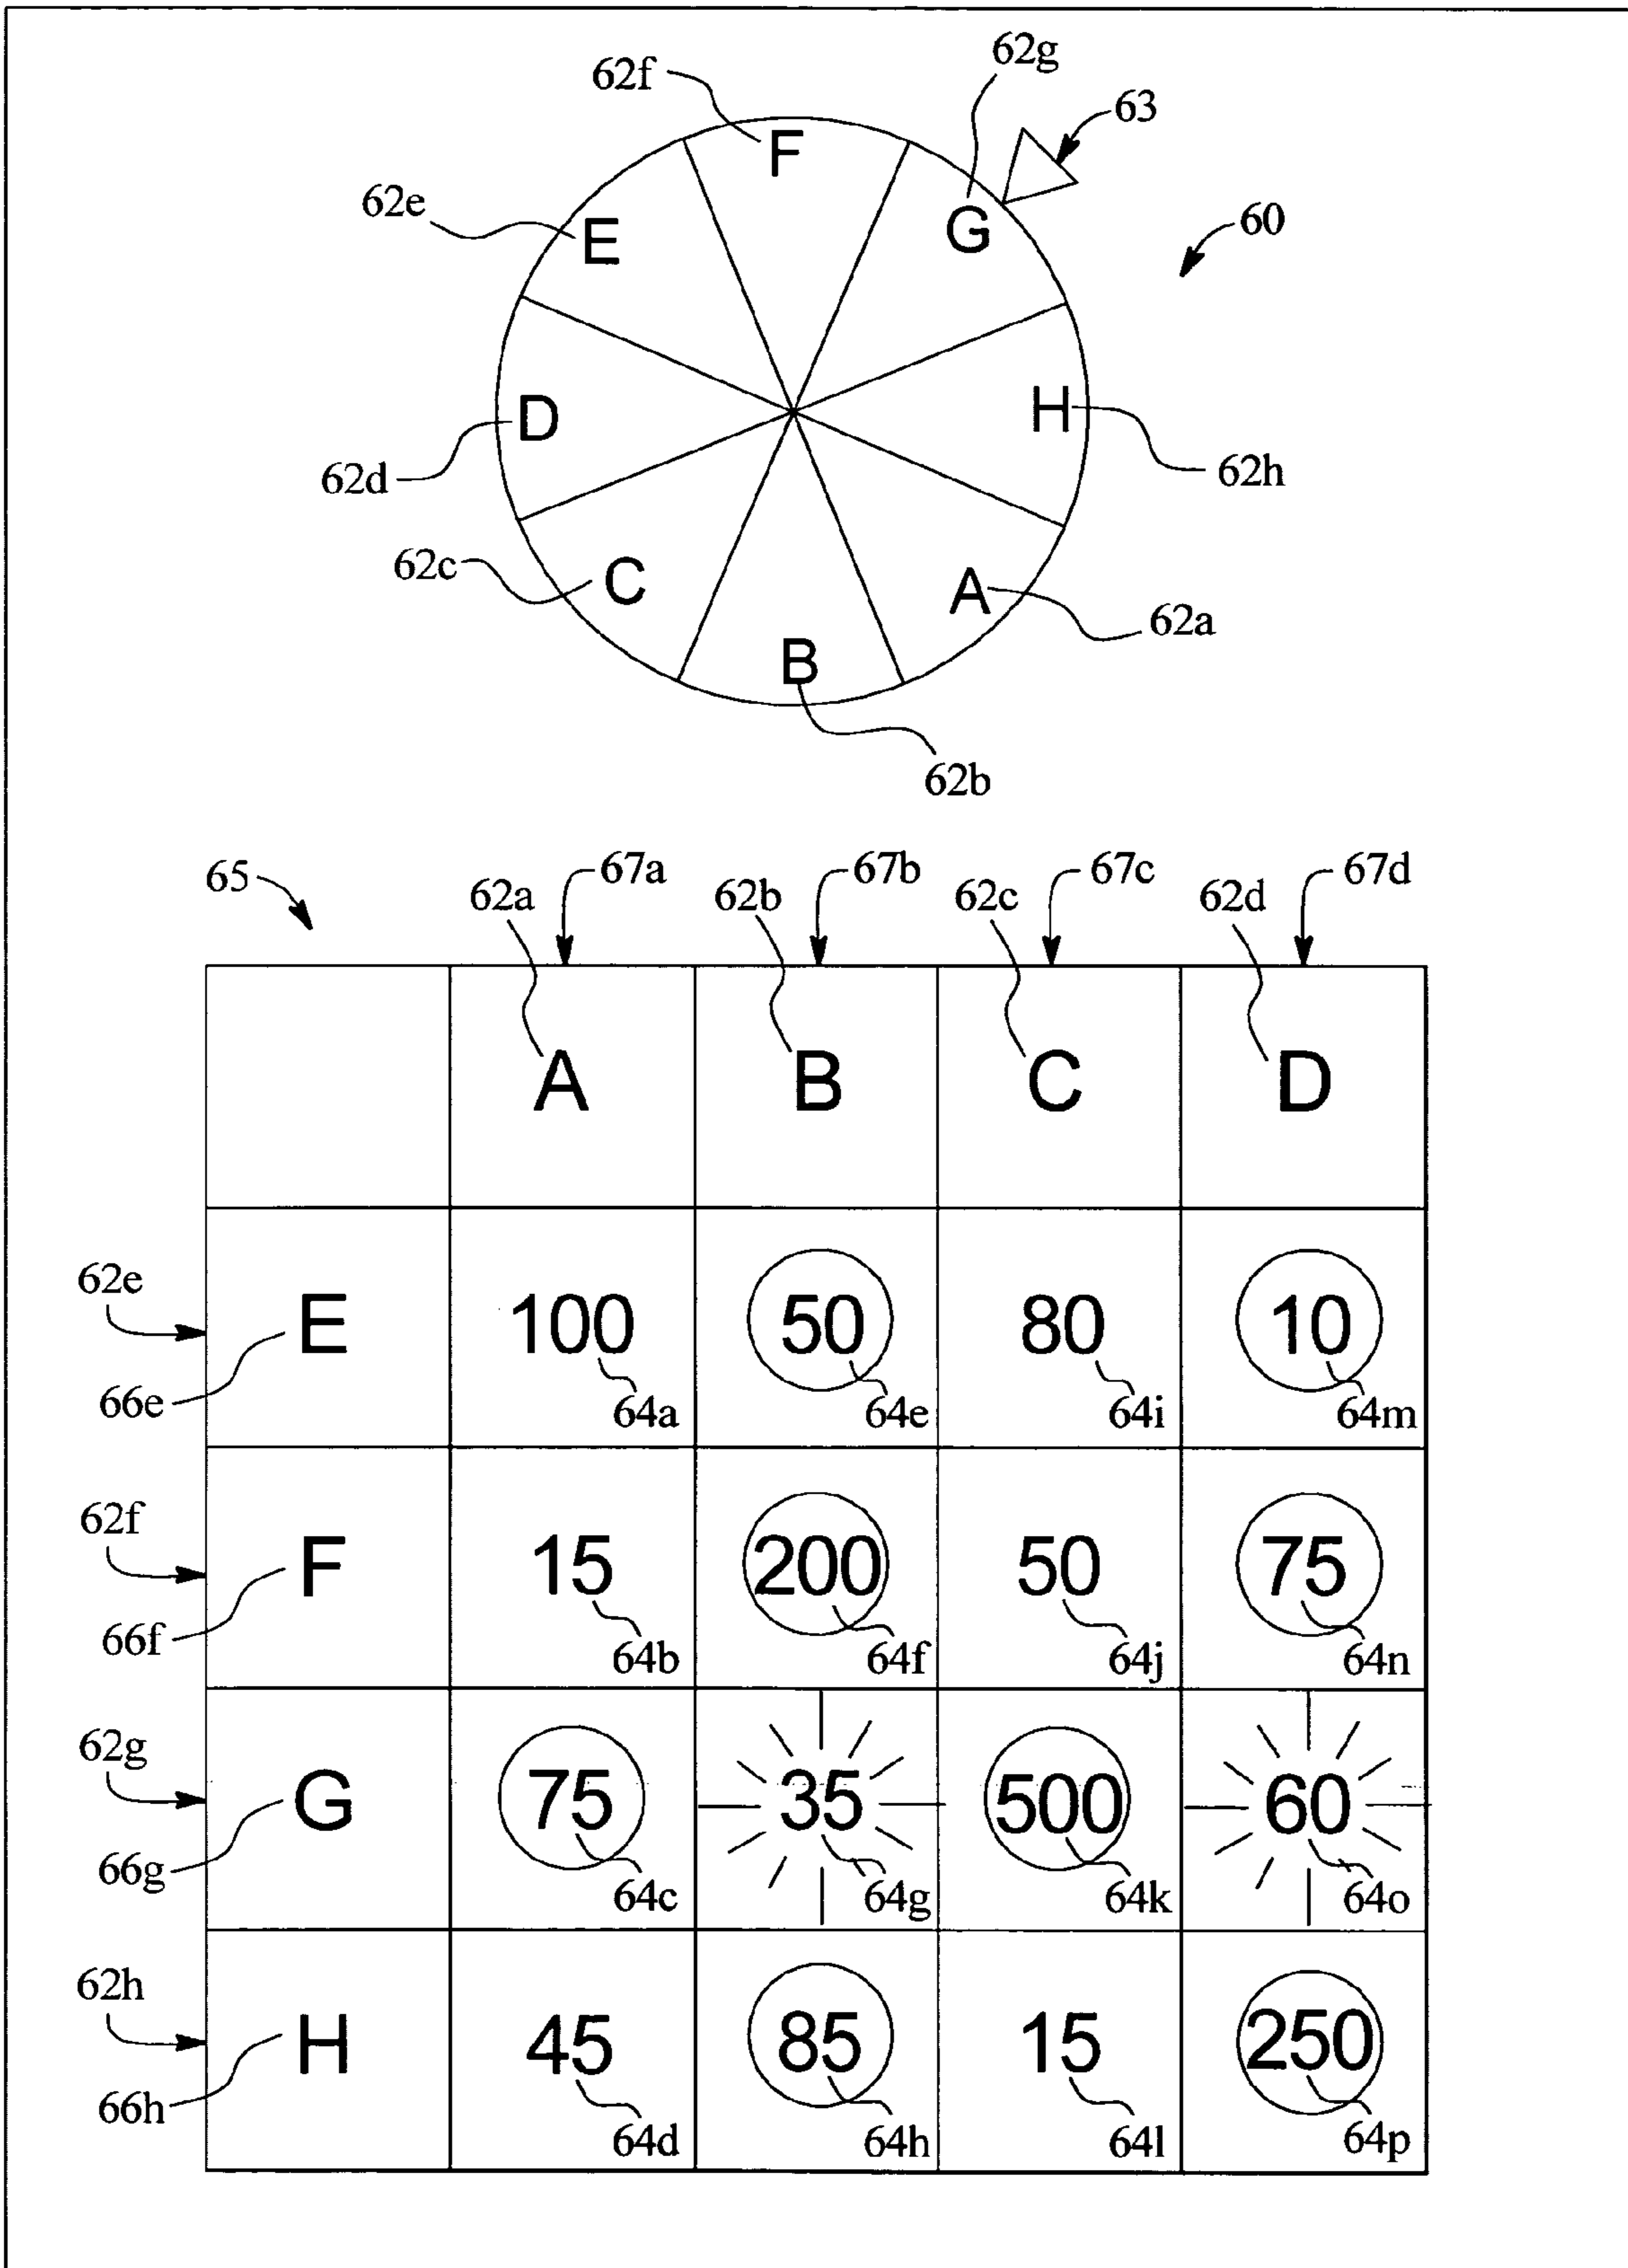 62g
62f
63
F
62e
60
E
G
D
H
62d
62h
62c
C
A
62a
B
62b
65
67a
67b
67c
67d
62a
62b
62c
62d
A
B
C
D
62e
E
100
50
80
10
66e
64a
64e
64i
64m
62f
F
15
200
50
75
66f
64b
64f
64j
64n
62g
G
75
35
500
60
66g
64c
64g
64k
64o
62h
H
45
85
15
250
66h
64d
64h
64l
64p